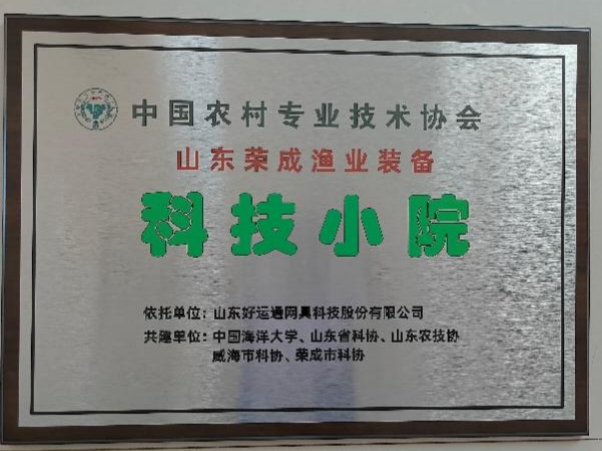 中国农村专业技术协会
山东荣成渔业装备
科技小院
依托单位：山东好运通网具科技股份有限公司
共建单位：中国海洋大学、山东省科协、山东农技协
威海市科协、荣成市科协